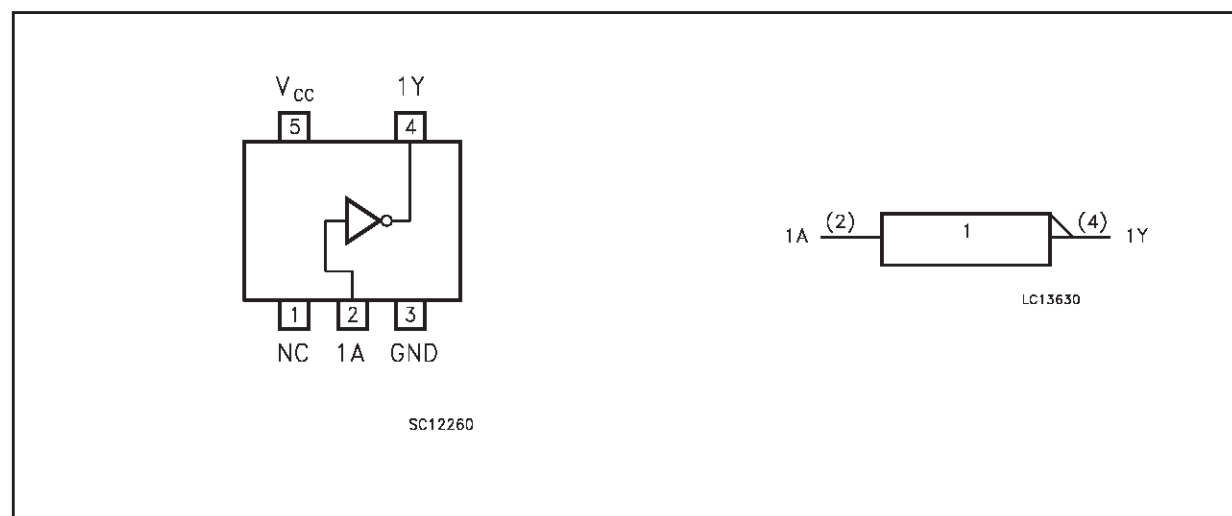 VCC 1Y
5 4
1 2 3
NC 1A GND
SC12260
1A (2) 1 (4) 1Y
LC13630